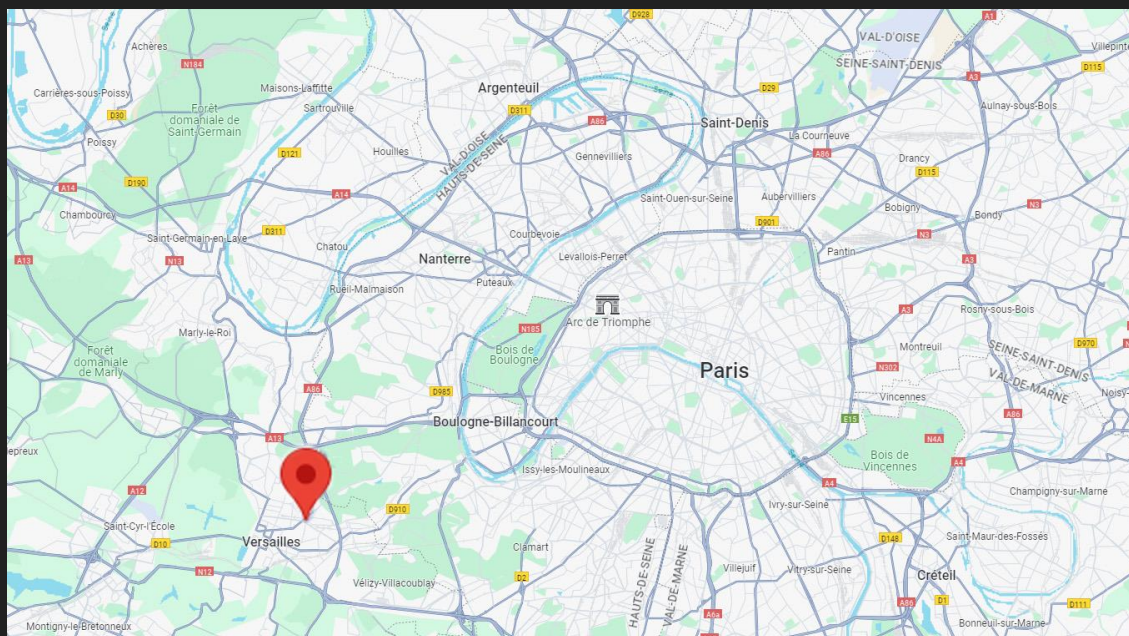 D928
A1
VAL-D'OISE
Villepinte
Achères
N184
SEINE-SAINT-DENIS
A3
D115
Carrières-sous-Poissy
Maisons-Laffitte
Argenteuil
D29
Seine
D30
Forêt
domaniale de
Saint-Germain
Sartrouville
D311
A86
Saint-Denis
Aulnay-sous-Bois
Poissy
D121
Houilles
VAL-D'OISE
HAUTS-DE-SEINE
Gennevilliers
La Courneuve
A86
Drancy
D115
A14
D190
A14
Saint-Ouen-sur-Seine
Aubervilliers
Bobigny
N3
Chambourcy
D901
Bondy
Saint-Germain-en-Laye
D311
Chatou
Courbevoie
N3
Pantin
A13
N13
Nanterre
Levallois-Perret
A3
Rueil-Malmaison
Puteaux
Arc de Triomphe
A3
Rosny-sous-Bois
Marly-le-Roi
N185
Bois de
Boulogne
Montreuil
SEINE-SAINT-DENIS
VAL-DE-MARNE
D970
Forêt
domaniale
de Marly
A86
D985
Paris
N302
Vincennes
Noisy-
A13
Boulogne-Billancourt
E15
N4A
A86
Bois de
Vincennes
Seine
A4
epreux
Issy-les-Moulineaux
A4
A12
D910
Ivry-sur-Seine
Champigny-sur-Marne
Saint-Cyr-l'École
D10
Versailles
Clamart
HAUTS-DE-SEINE
VAL-DE-MARNE
D148
Saint-Maur-des-Fossés
N12
Vélizy-Villacoublay
D2
Villejuif
Vitry-sur-Seine
Créteil
Montigny-le-Bretonneux
A6a
A86
D1
D111
Bonneuil-sur-Marne